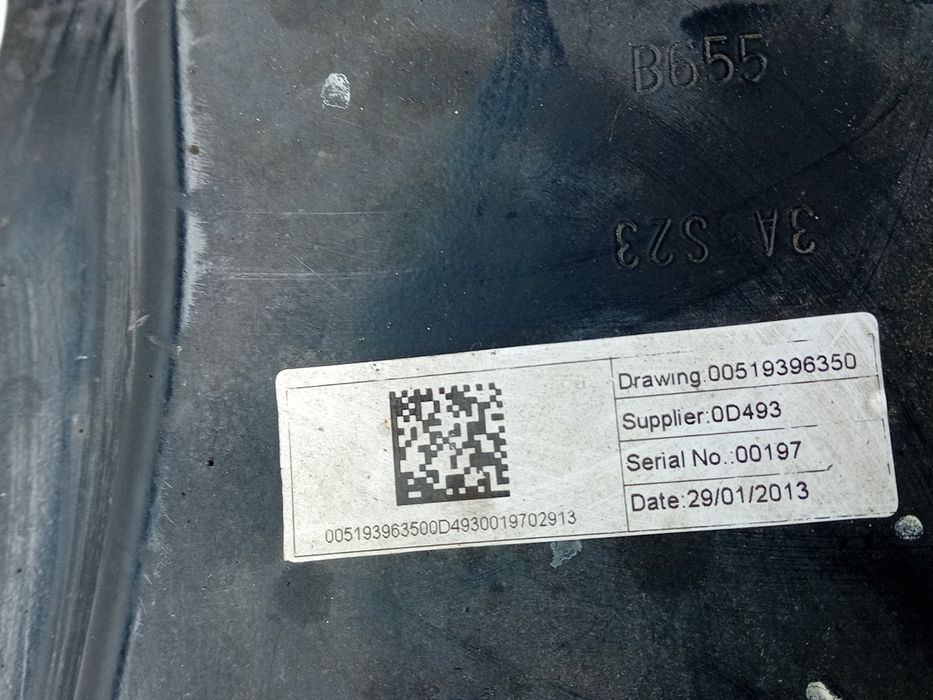 B655
3A S23
Drawing:00519396350
Supplier:0D493
Serial No.:00197
Date:29/01/2013
005193963500D4930019702913